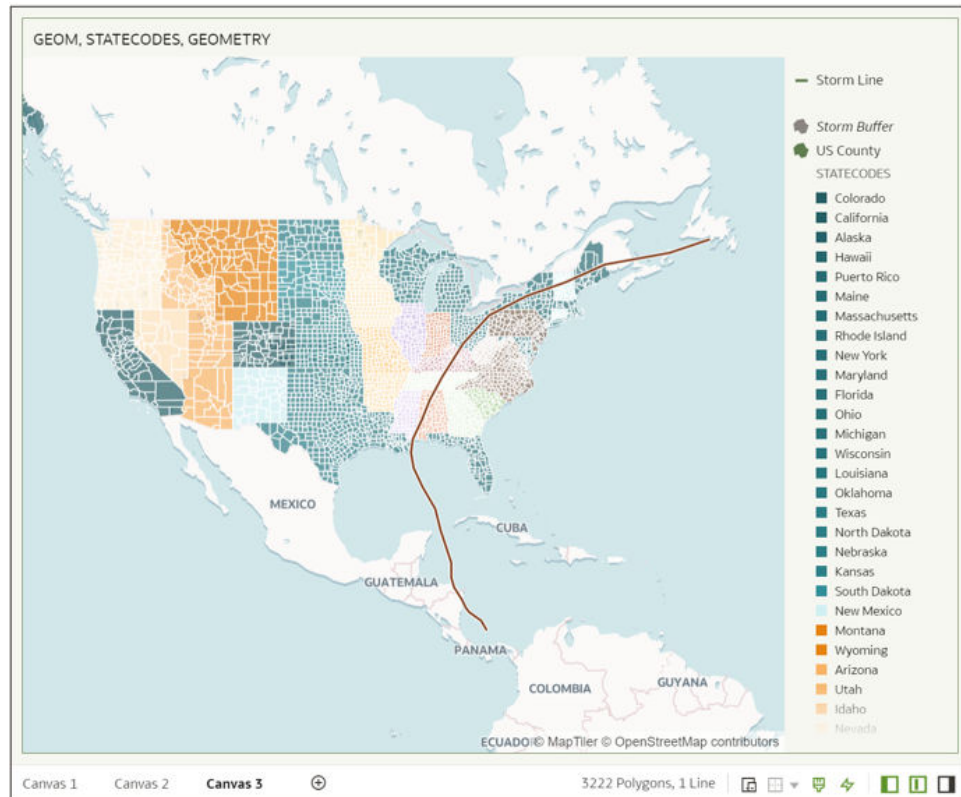 GEOM, STATECODES, GEOMETRY
Storm Line
Storm Buffer
US County
STATECODES
Colorado
California
Alaska
Hawaii
Puerto Rico
Maine
Massachusetts
Rhode Island
New York
Maryland
Florida
Ohio
Michigan
Wisconsin
Louisiana
Oklahoma
Texas
North Dakota
Nebraska
Kansas
South Dakota
New Mexico
Montana
Wyoming
Arizona
Utah
Idaho
Nevada
MEXICO
CUBA
GUATEMALA
PANAMA
COLOMBIA
GUYANA
ECUADO
© MapTiler © OpenStreetMap contributors
Canvas 1 Canvas 2 Canvas 3
3222 Polygons, 1 Line